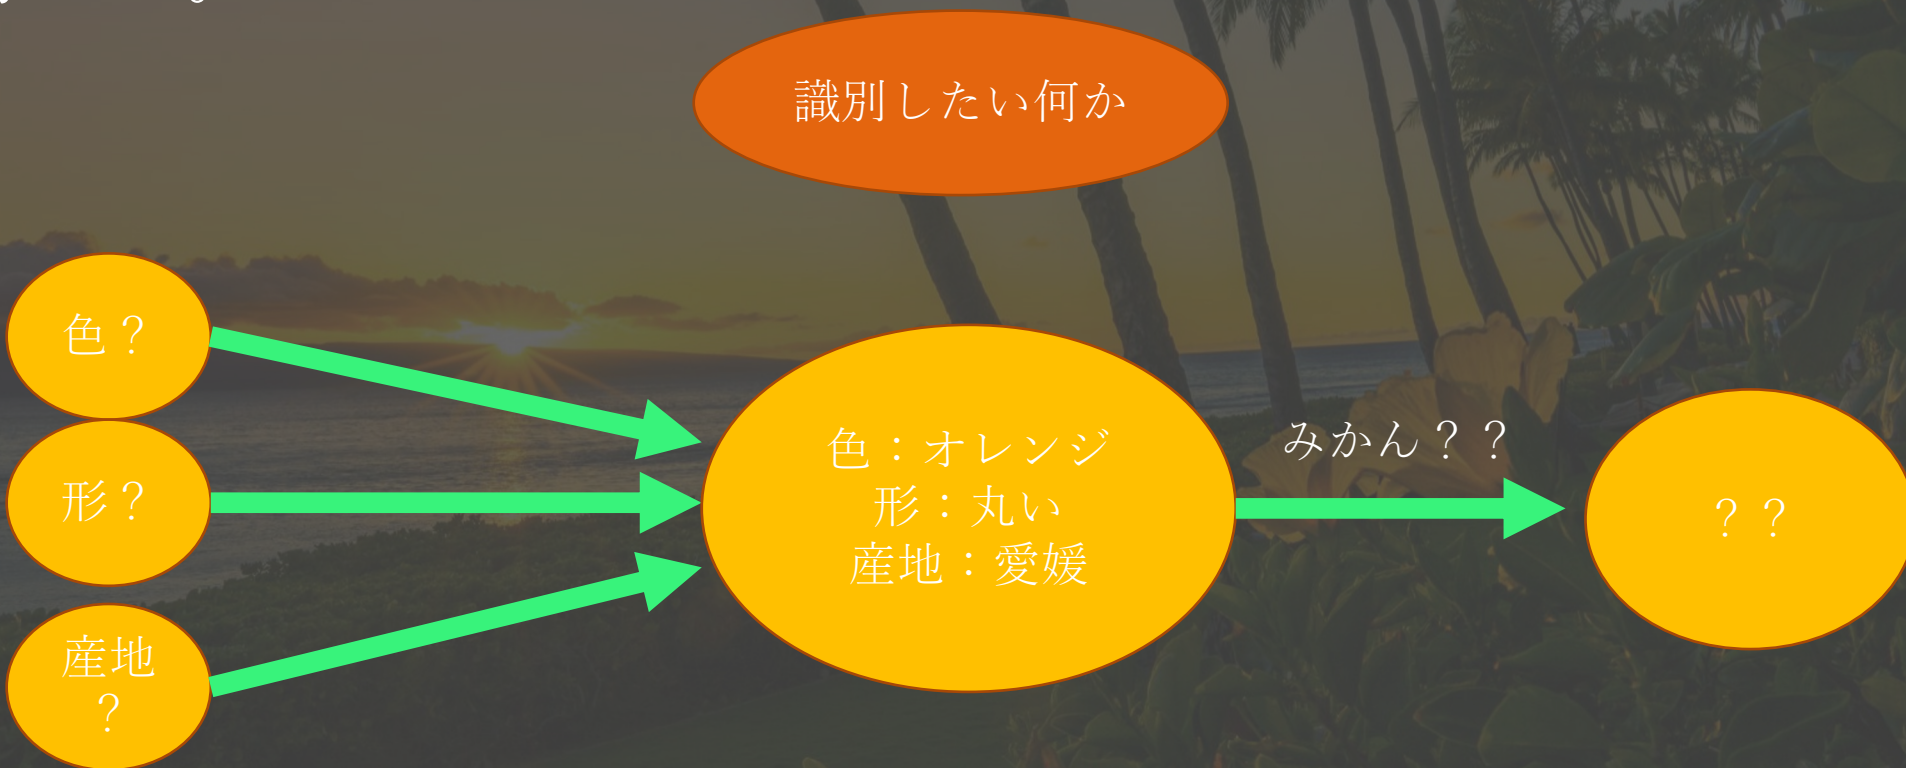 識別したい何か
色？
形？
産地
？
色：オレンジ
形：丸い
産地：愛媛
みかん？？
？？